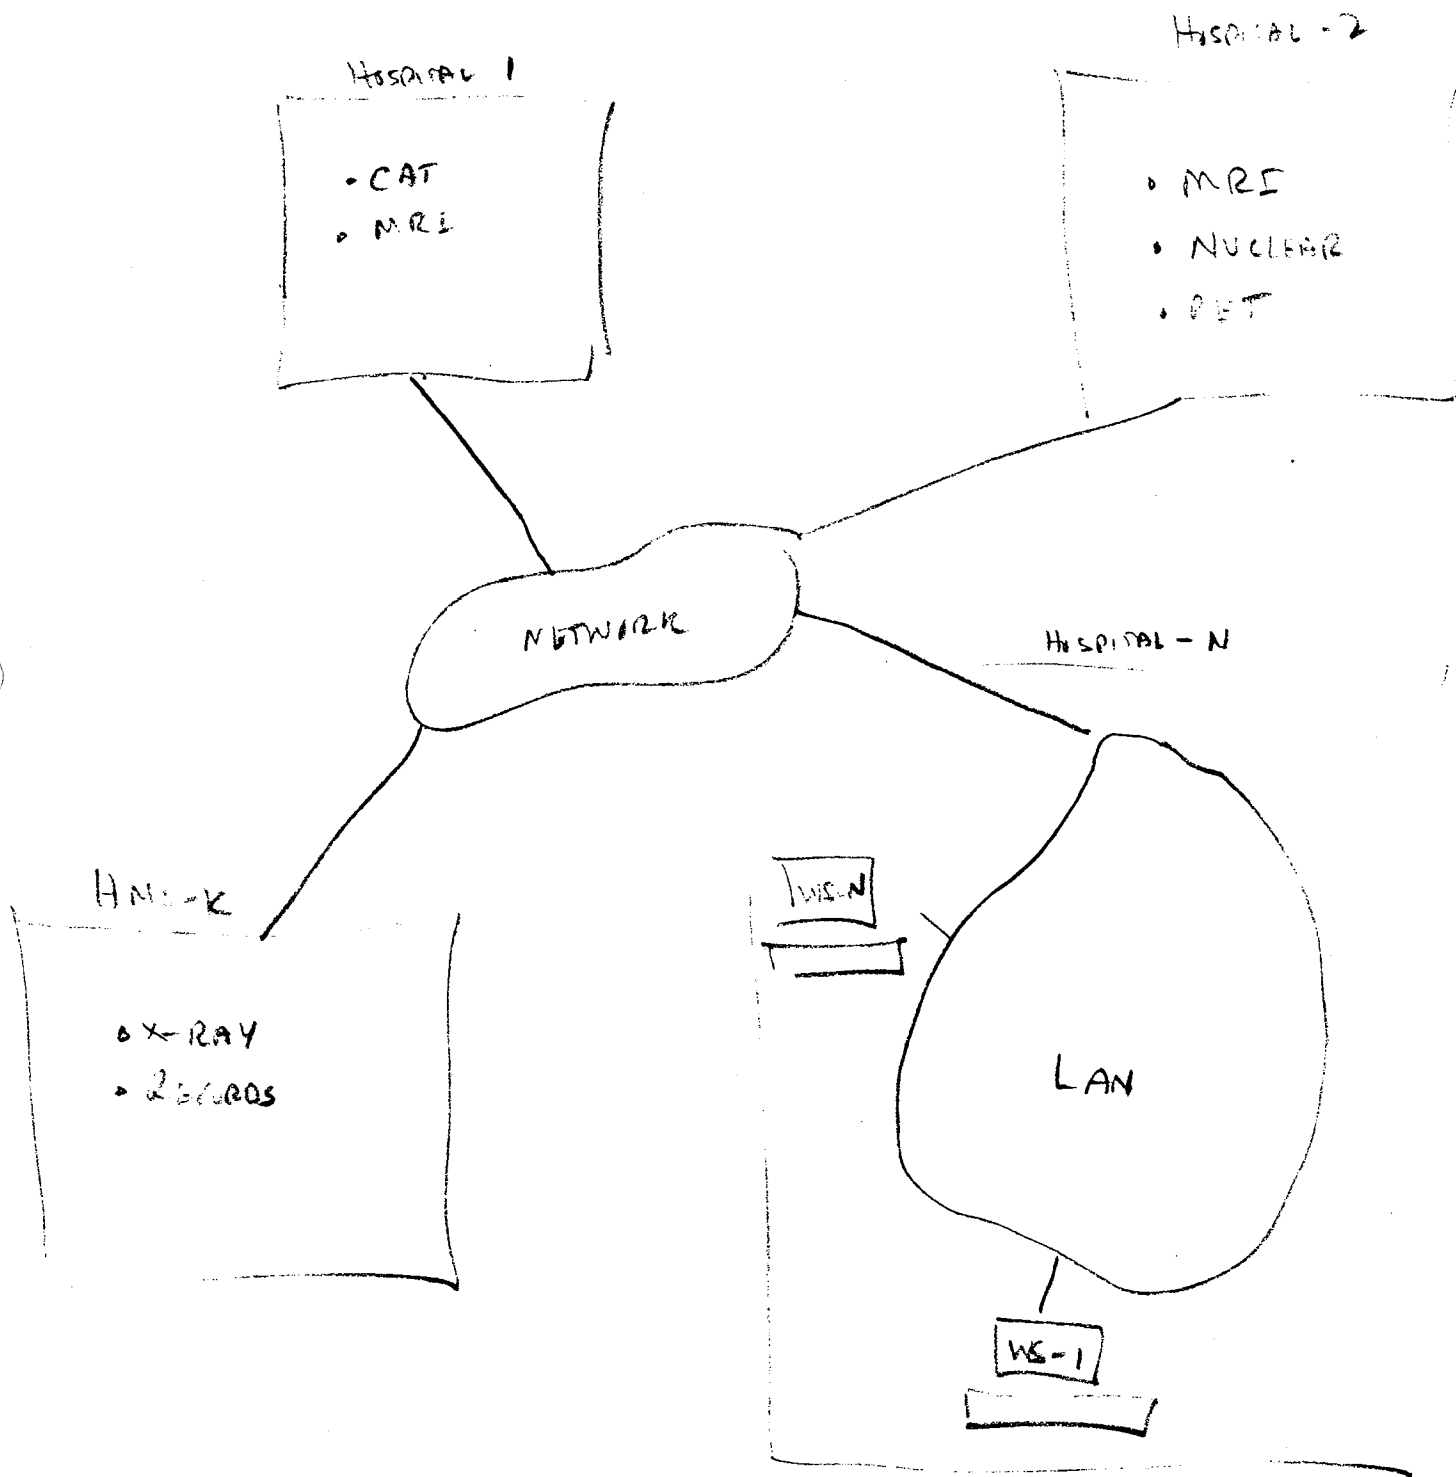 HOSPITAL 1
HOSPITAL - 2
• CAT
• MRI
• MRI
• NUCLEAR
• PET
NETWORK
HOSPITAL - N
WS-N
• X-RAY
• RECORDS
LAN
WS-1